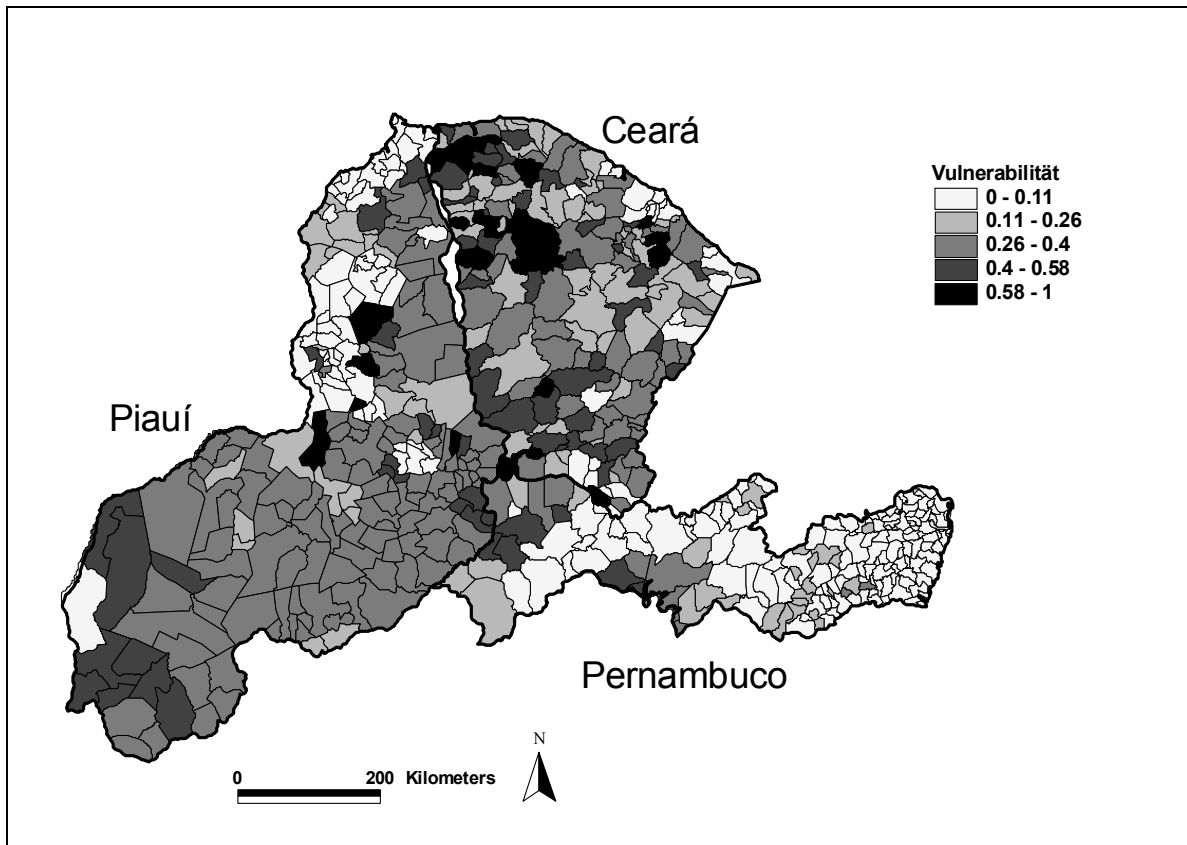 Ceará
Vulnerabilität
0 - 0.11
0.11 - 0.26
0.26 - 0.4
0.4 - 0.58
0.58 - 1
Piauí
Pernambuco
N
0 200 Kilometers